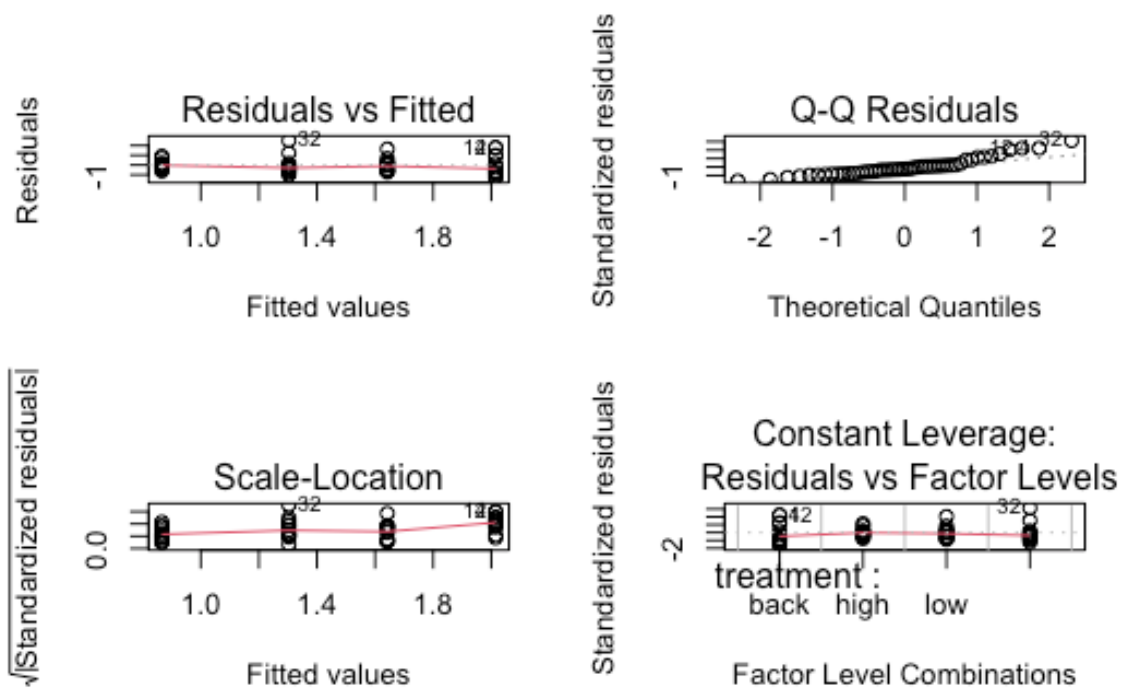 Residuals vs Fitted
Residuals
-1
32
1.0 1.4 1.8
Fitted values
Q-Q Residuals
Standardized residuals
-1
32
-2 -1 0 1 2
Theoretical Quantiles
Scale-Location
√|Standardized residuals|
0.0
32
1.0 1.4 1.8
Fitted values
Constant Leverage:
Residuals vs Factor Levels
Standardized residuals
-2
32
treatment :
back high low
Factor Level Combinations